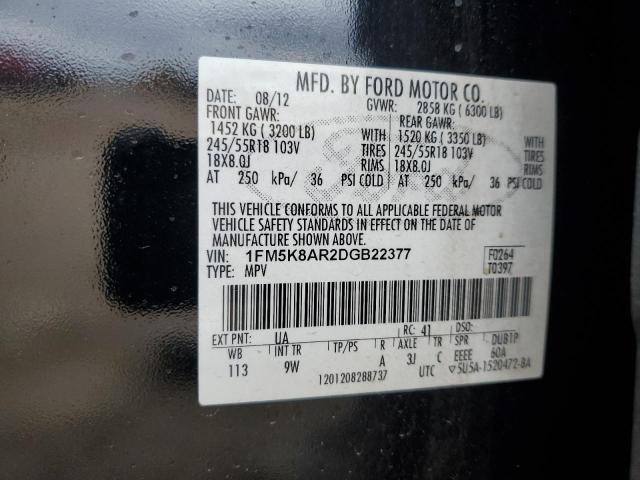 MFD. BY FORD MOTOR CO.
DATE: 08/12 GVWR: 2858 KG ( 6300 LB)
FRONT GAWR: REAR GAWR:
1452 KG ( 3200 LB) WITH 1520 KG ( 3350 LB) WITH
245/55R18 103V TIRES 245/55R18 103V TIRES
18X8.0J RIMS 18X8.0J RIMS
AT 250 kPa/ 36 PSI COLD AT 250 kPa/ 36 PSI COLD
THIS VEHICLE CONFORMS TO ALL APPLICABLE FEDERAL MOTOR
VEHICLE SAFETY STANDARDS IN EFFECT ON THE DATE OF
MANUFACTURE SHOWN ABOVE.
VIN: 1FM5K8AR2DGB22377 F0264
TYPE: MPV T0397
EXT PNT: UA RC: 41 DSO:
WB INT TR TP/PS R AXLE TR SPR DUB1P
113 9W A 3J C EEEE 60A
1201208288737 UTC ▽5U5A-1520472-BA